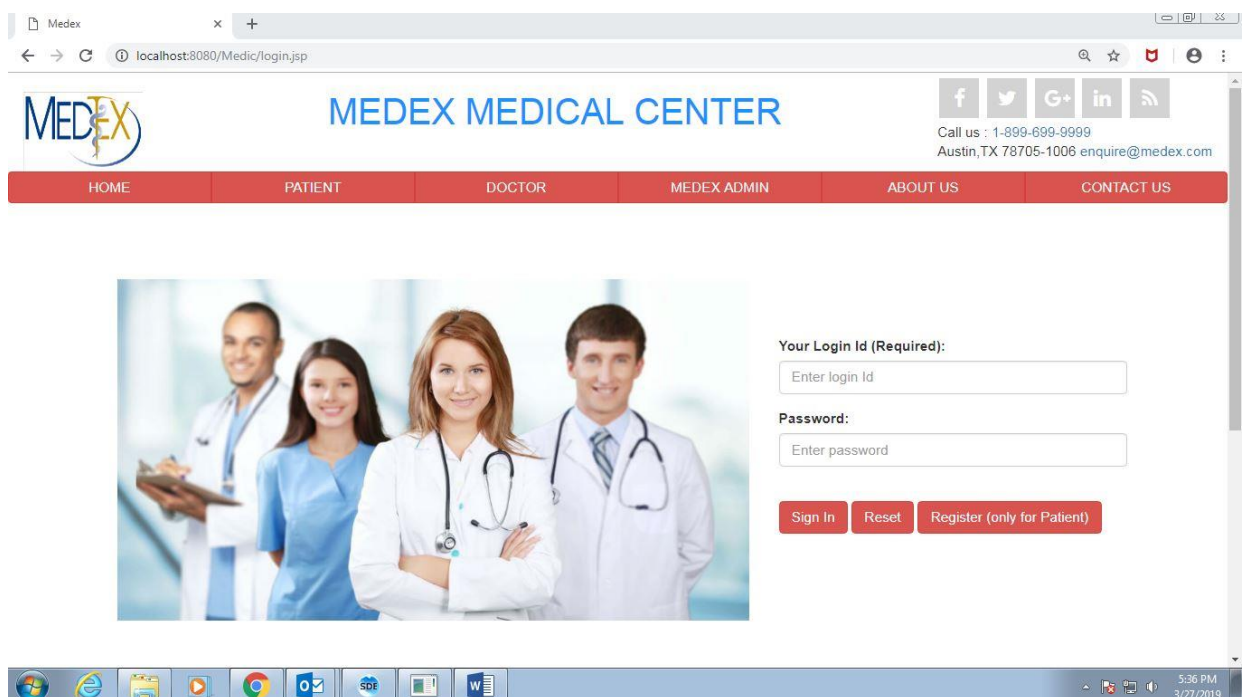 Medex
localhost:8080/Medic/login.jsp
MEDEX
MEDEX MEDICAL CENTER
f G+ in
Call us : 1-899-699-9999
Austin,TX 78705-1006 enquire@medex.com
HOME PATIENT DOCTOR MEDEX ADMIN ABOUT US CONTACT US
Your Login Id (Required):
Enter login Id
Password:
Enter password
Sign In Reset Register (only for Patient)
SDE
5:36 PM
3/27/2019